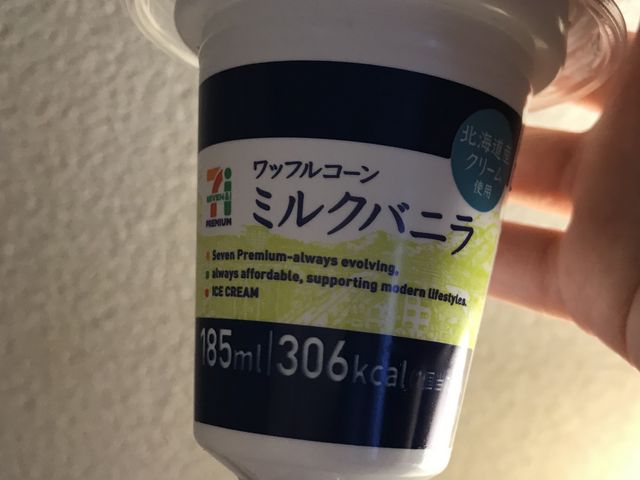 北海道産
クリーム
使用
ワッフルコーン
ミルクバニラ
SEVEN & i
PREMIUM
Seven Premium-always evolving,
always affordable, supporting modern lifestyles.
ICE CREAM
185ml 306kcal